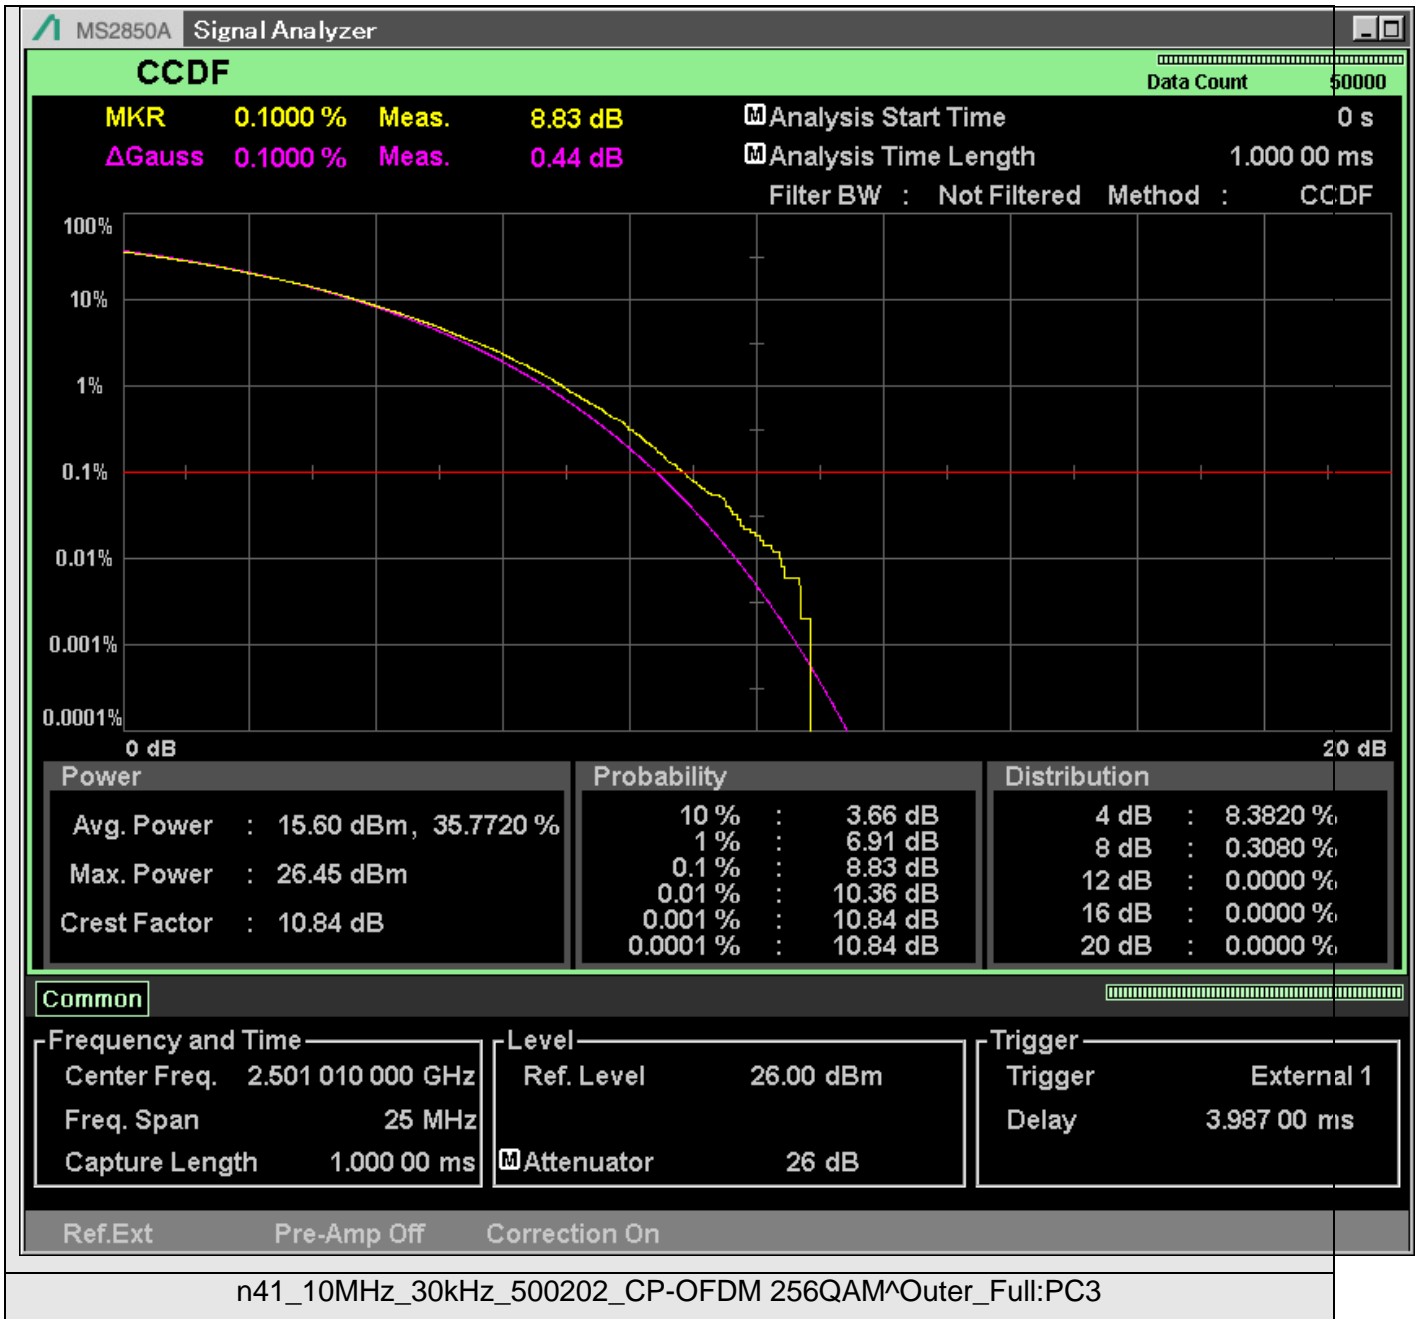 MS2850A Signal Analyzer
CCDF
Data Count 50000
MKR 0.1000 % Meas. 8.83 dB
M Analysis Start Time 0 s
ΔGauss 0.1000 % Meas. 0.44 dB
M Analysis Time Length 1.000 00 ms
Filter BW : Not Filtered Method : CCDF
100%
10%
1%
0.1%
0.01%
0.001%
0.0001%
0 dB 20 dB
Power
Avg. Power : 15.60 dBm, 35.7720 %
Max. Power : 26.45 dBm
Crest Factor : 10.84 dB
Probability
10 % : 3.66 dB
1 % : 6.91 dB
0.1 % : 8.83 dB
0.01 % : 10.36 dB
0.001 % : 10.84 dB
0.0001 % : 10.84 dB
Distribution
4 dB : 8.3820 %
8 dB : 0.3080 %
12 dB : 0.0000 %
16 dB : 0.0000 %
20 dB : 0.0000 %
Common
Frequency and Time
Center Freq. 2.501 010 000 GHz
Freq. Span 25 MHz
Capture Length 1.000 00 ms
Level
Ref. Level 26.00 dBm
M Attenuator 26 dB
Trigger
Trigger External 1
Delay 3.987 00 ms
Ref.Ext Pre-Amp Off Correction On
n41_10MHz_30kHz_500202_CP-OFDM 256QAM^Outer_Full:PC3